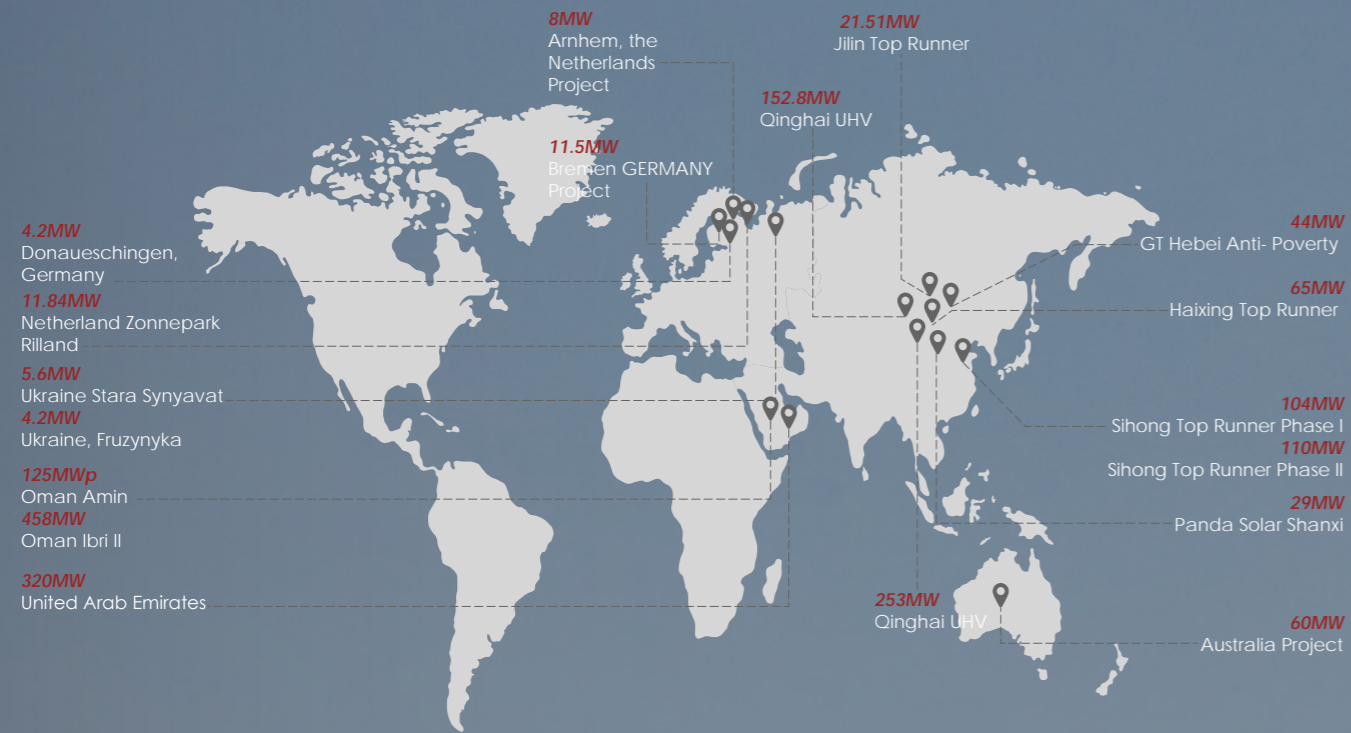 8MW
Arnhem, the
Netherlands
Project
21.51MW
Jilin Top Runner
152.8MW
Qinghai UHV
11.5MW
Bremen GERMANY
Project
4.2MW
Donaueschingen,
Germany
11.84MW
Netherland Zonnepark
Rilland
5.6MW
Ukraine Stara Synyavat
4.2MW
Ukraine, Fruzynyka
125MWp
Oman Amin
458MW
Oman Ibri II
320MW
United Arab Emirates
44MW
GT Hebei Anti- Poverty
65MW
Haixing Top Runner
104MW
Sihong Top Runner Phase I
110MW
Sihong Top Runner Phase II
29MW
Panda Solar Shanxi
253MW
Qinghai UHV
60MW
Australia Project